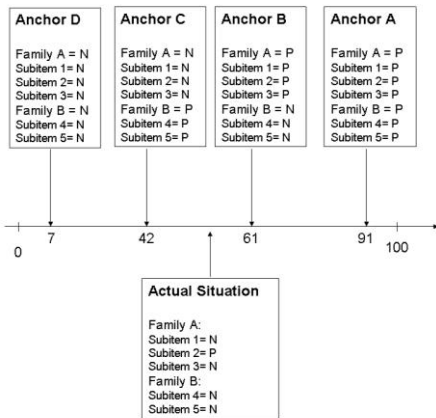 Anchor D
Family A = N
Subitem 1= N
Subitem 2= N
Subitem 3= N
Family B = N
Subitem 4= N
Subitem 5= N
Anchor C
Family A = N
Subitem 1= N
Subitem 2= N
Subitem 3= N
Family B = P
Subitem 4= P
Subitem 5= P
Anchor B
Family A = P
Subitem 1= P
Subitem 2= P
Subitem 3= P
Family B = N
Subitem 4= N
Subitem 5= N
Anchor A
Family A = P
Subitem 1= P
Subitem 2= P
Subitem 3= P
Family B = P
Subitem 4= P
Subitem 5= P
0
7
42
61
91
100
Actual Situation
Family A:
Subitem 1= N
Subitem 2= P
Subitem 3= N
Family B:
Subitem 4= N
Subitem 5= N